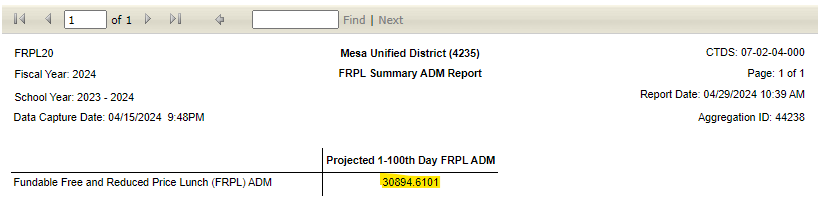 1 of 1 Find | Next
FRPL20 Mesa Unified District (4235) CTDS: 07-02-04-000
Fiscal Year: 2024 FRPL Summary ADM Report Page: 1 of 1
School Year: 2023 - 2024 Report Date: 04/29/2024 10:39 AM
Data Capture Date: 04/15/2024 9:48PM Aggregation ID: 44238
Projected 1-100th Day FRPL ADM
Fundable Free and Reduced Price Lunch (FRPL) ADM 30894.6101